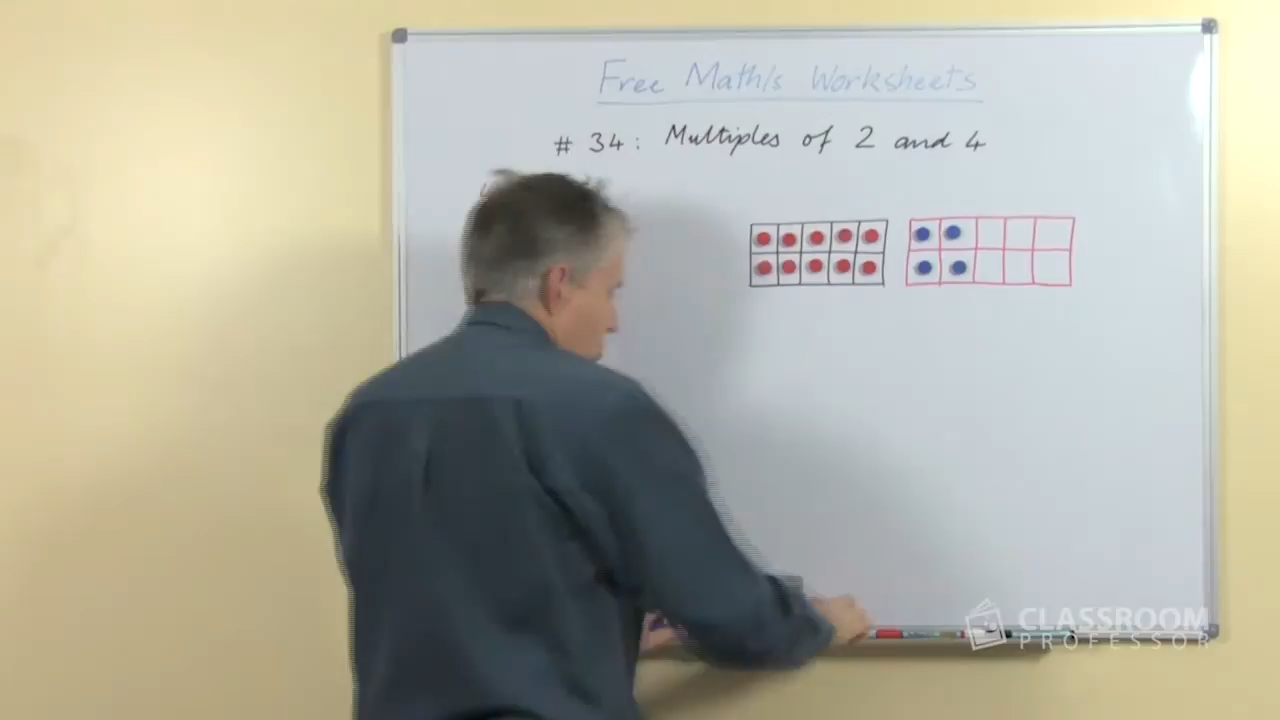 Free Math/s Worksheets
# 34: Multiples of 2 and 4
CLASSROOM
PROFESSOR